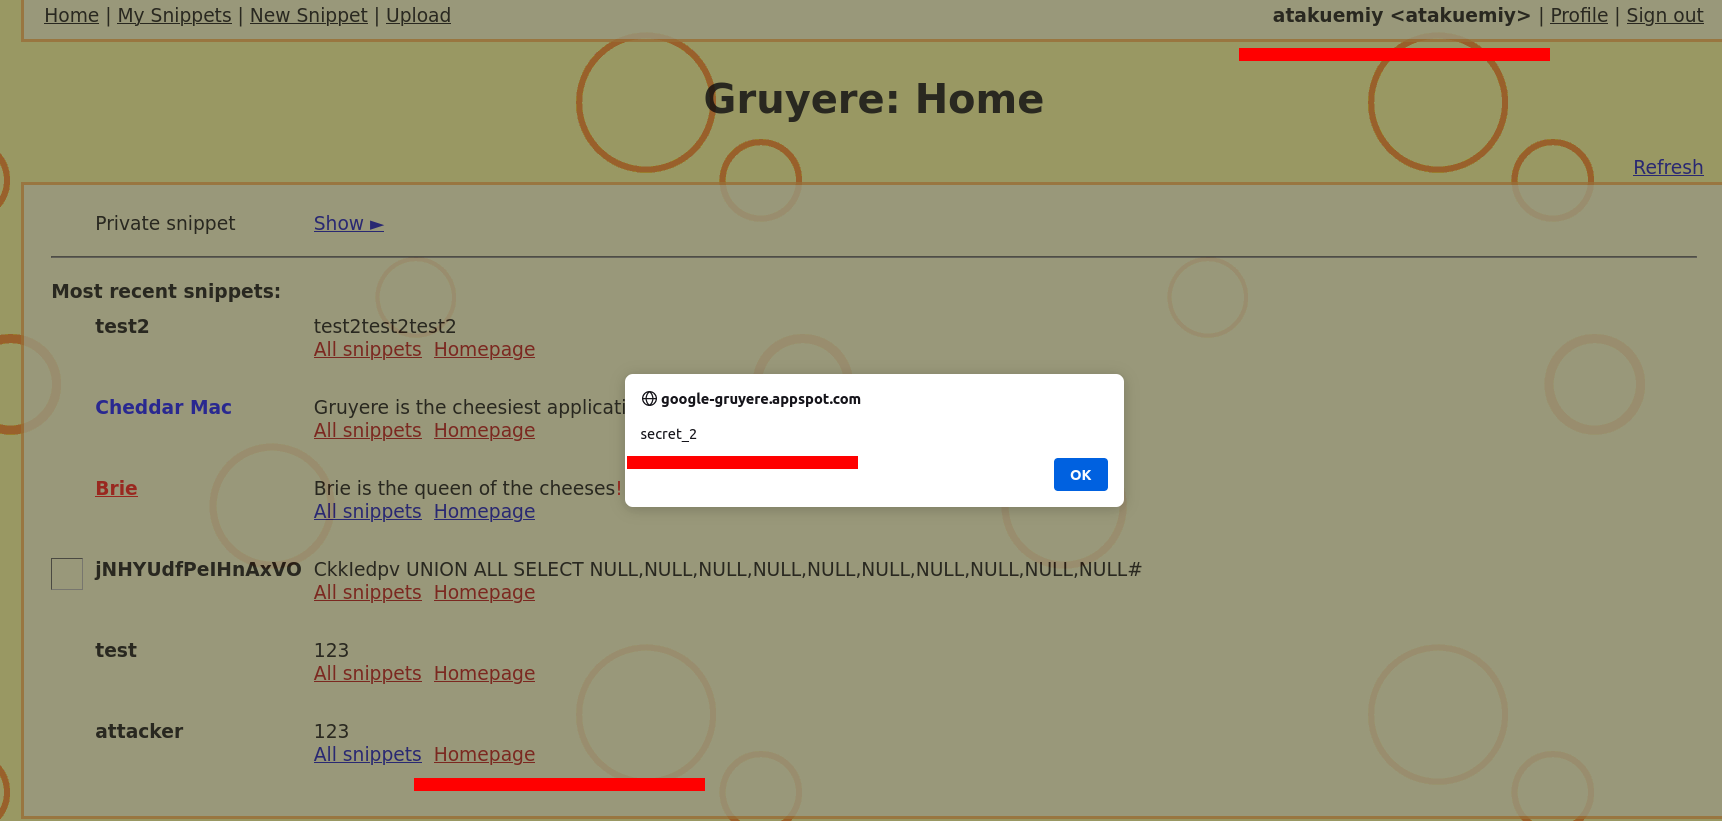 Home | My Snippets | New Snippet | Upload
atakuemiy <atakuemiy> | Profile | Sign out
Gruyere: Home
Refresh
Private snippet Show ►
Most recent snippets:
test2 test2test2test2
All snippets Homepage
Cheddar Mac Gruyere is the cheesiest applicati
All snippets Homepage
google-gruyere.appspot.com
secret_2
OK
Brie Brie is the queen of the cheeses!
All snippets Homepage
jNHYUdfPeIHnAxVO CkkIedpv UNION ALL SELECT NULL,NULL,NULL,NULL,NULL,NULL,NULL,NULL,NULL,NULL#
All snippets Homepage
test 123
All snippets Homepage
attacker 123
All snippets Homepage